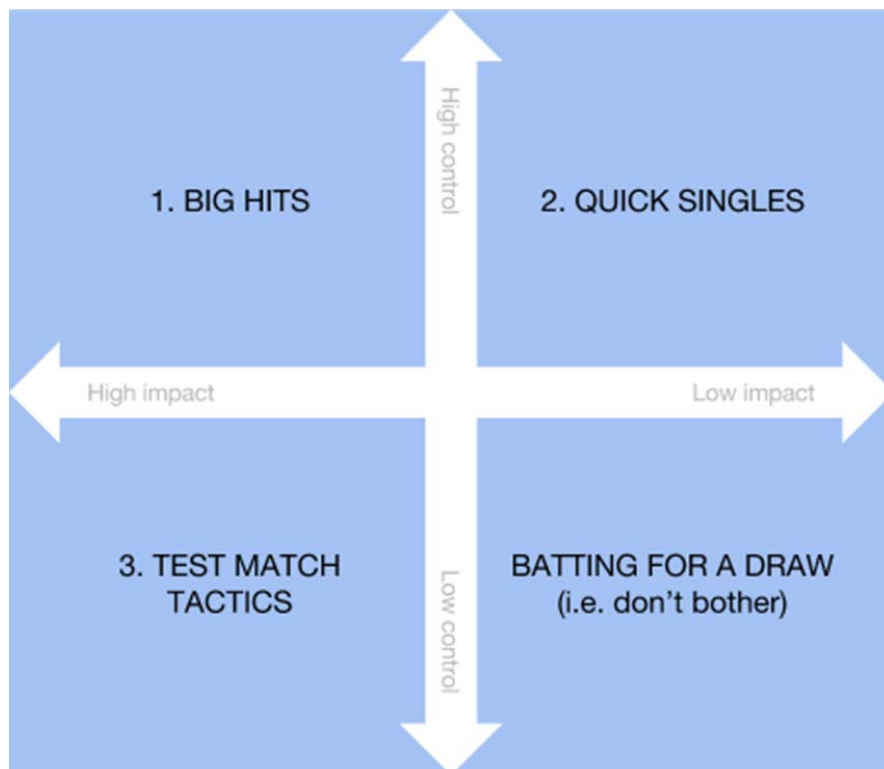 High control
1. BIG HITS
2. QUICK SINGLES
High impact
Low impact
3. TEST MATCH
TACTICS
BATTING FOR A DRAW
(i.e. don't bother)
Low control